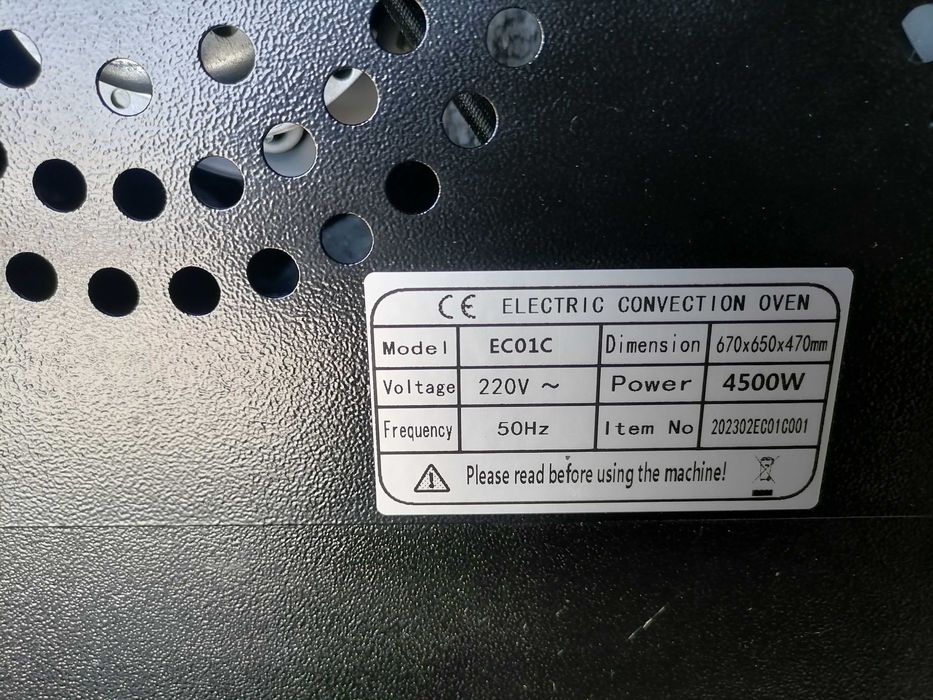 CE ELECTRIC CONVECTION OVEN
Model EC01C Dimension 670x650x470mm
Voltage 220V ~ Power 4500W
Frequency 50Hz Item No 202302EC01C001
Please read before using the machine!